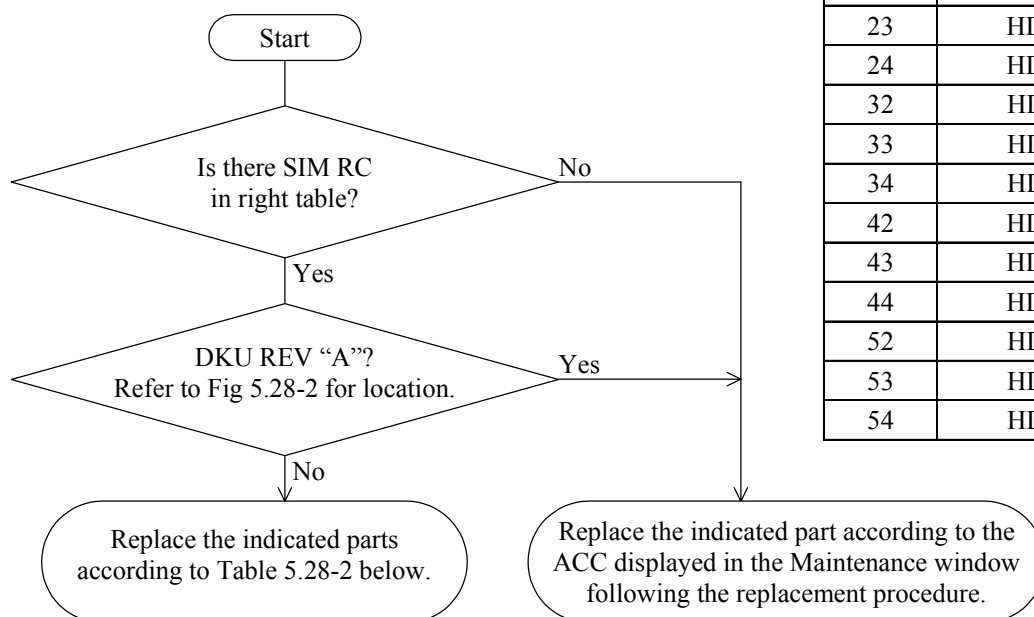 Start
Is there SIM RC
in right table?
No
Yes
DKU REV “A”?
Refer to Fig 5.28-2 for location.
Yes
No
Replace the indicated parts
according to Table 5.28-2 below.
Replace the indicated part according to the
ACC displayed in the Maintenance window
following the replacement procedure.
23
24
32
33
34
42
43
44
52
53
54